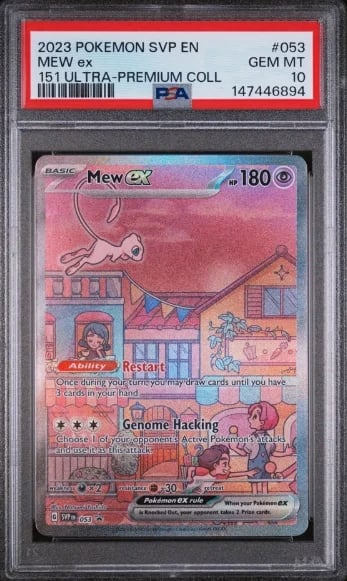 2023 POKEMON SVP EN #053
MEW ex GEM MT
151 ULTRA-PREMIUM COLL PSA 10
147446894
BASIC Mew ex HP 180
Ability Restart
Once during your turn, you may draw cards until you have
3 cards in your hand.
Genome Hacking
Choose 1 of your opponent's Active Pokémon's attacks
and use it as this attack.
weakness ×2 resistance -30 retreat
Pokémon ex rule When your Pokémon ex
is Knocked Out, your opponent takes 2 Prize cards.
SVP EN 053